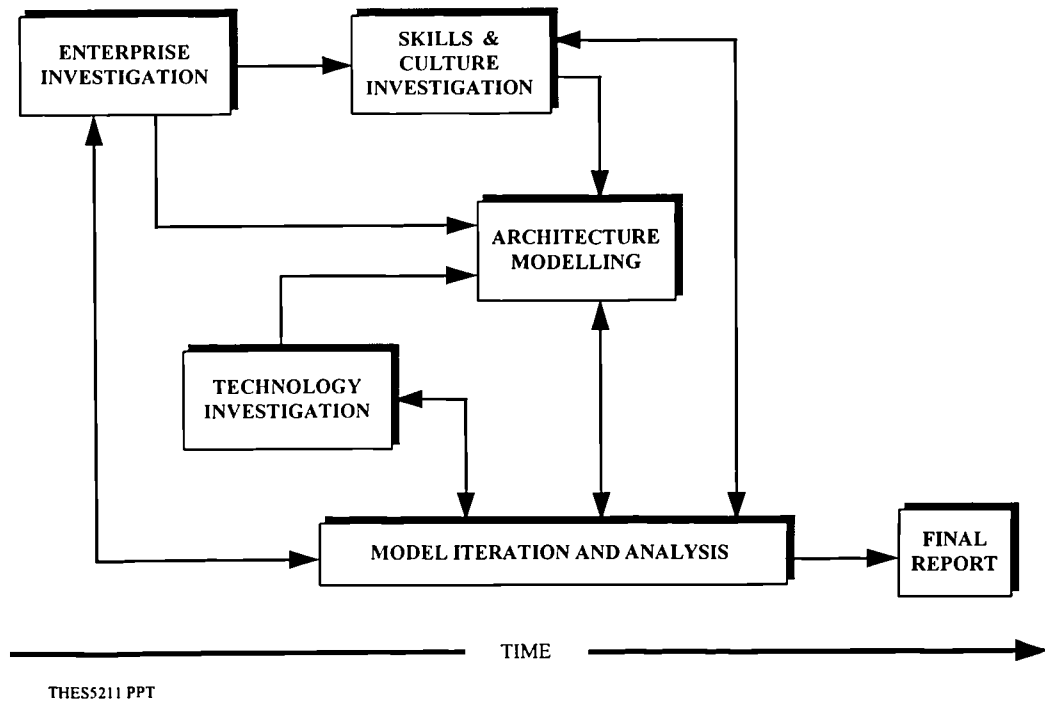 ENTERPRISE
INVESTIGATION
SKILLS &
CULTURE
INVESTIGATION
ARCHITECTURE
MODELLING
TECHNOLOGY
INVESTIGATION
MODEL ITERATION AND ANALYSIS
FINAL
REPORT
TIME
THES5211 PPT